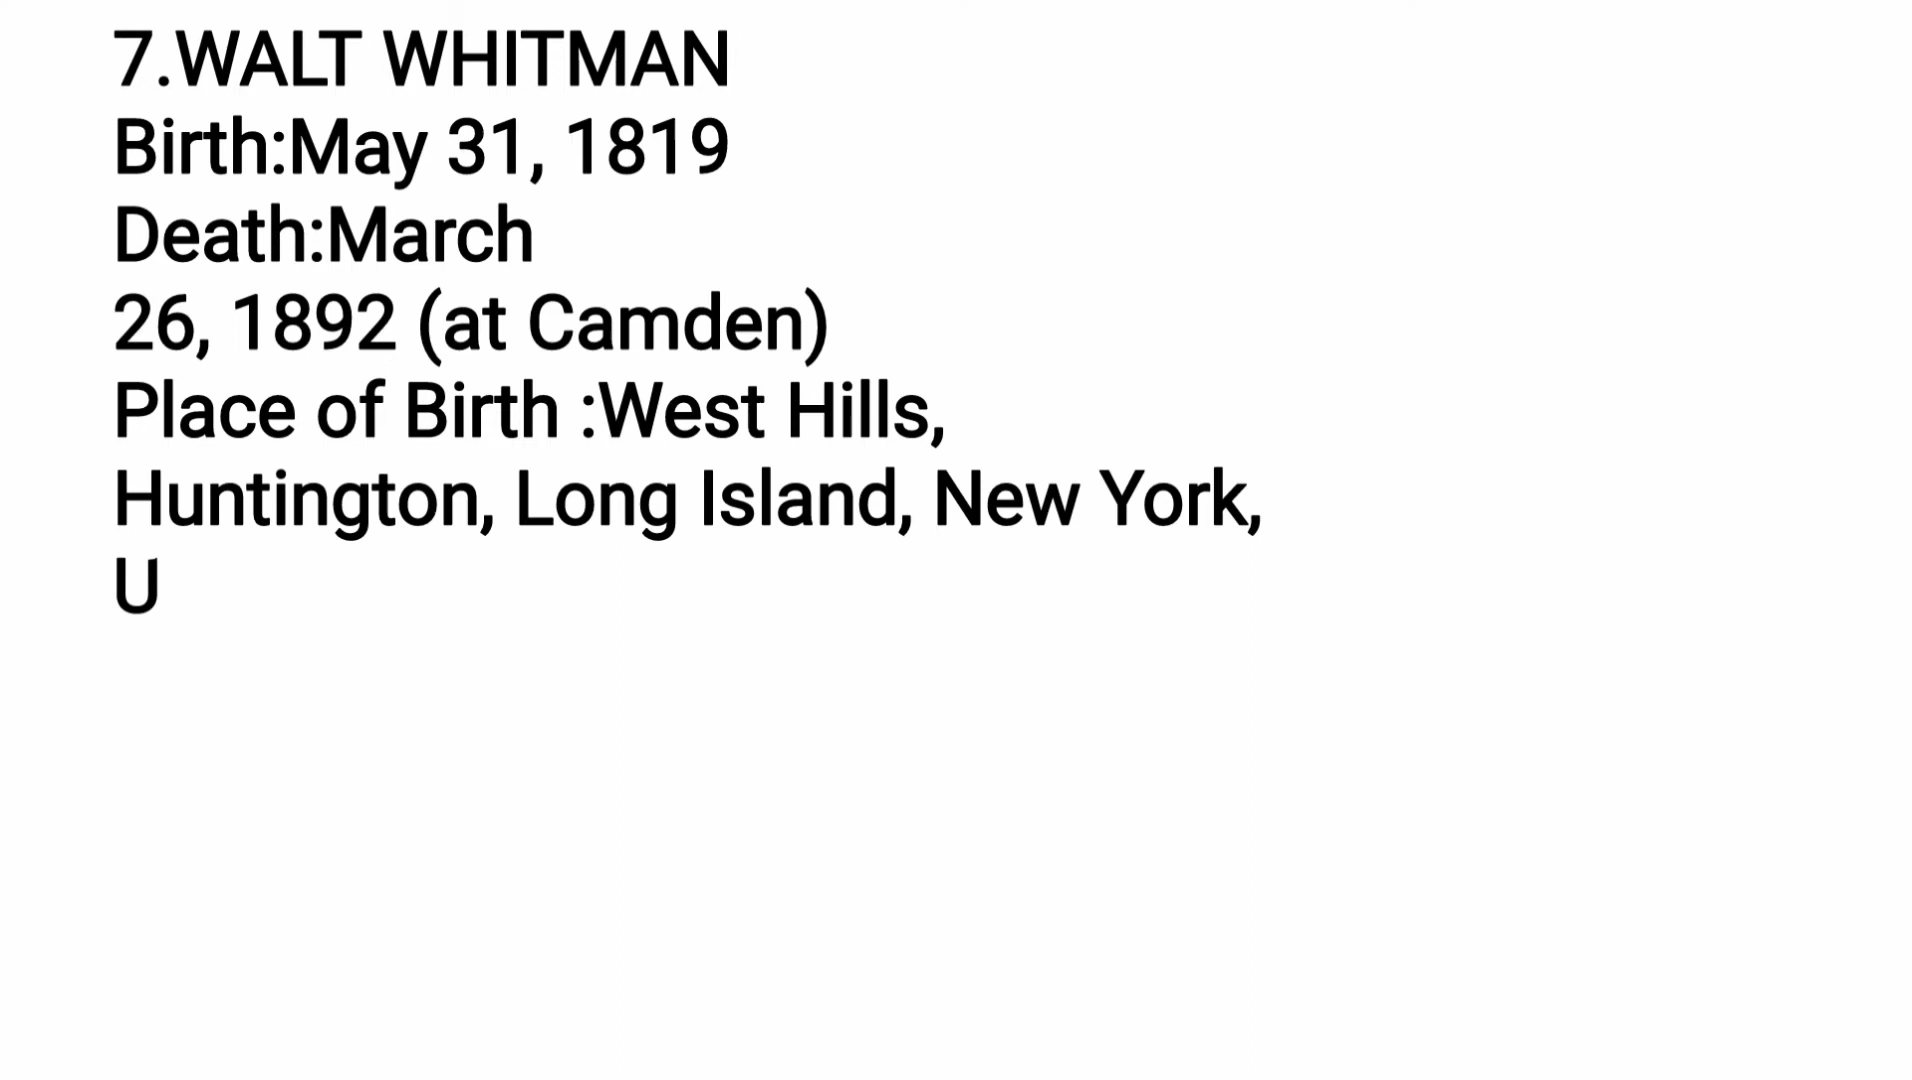 7.WALT WHITMAN
Birth:May 31, 1819
Death:March
26, 1892 (at Camden)
Place of Birth :West Hills,
Huntington, Long Island, New York,
U